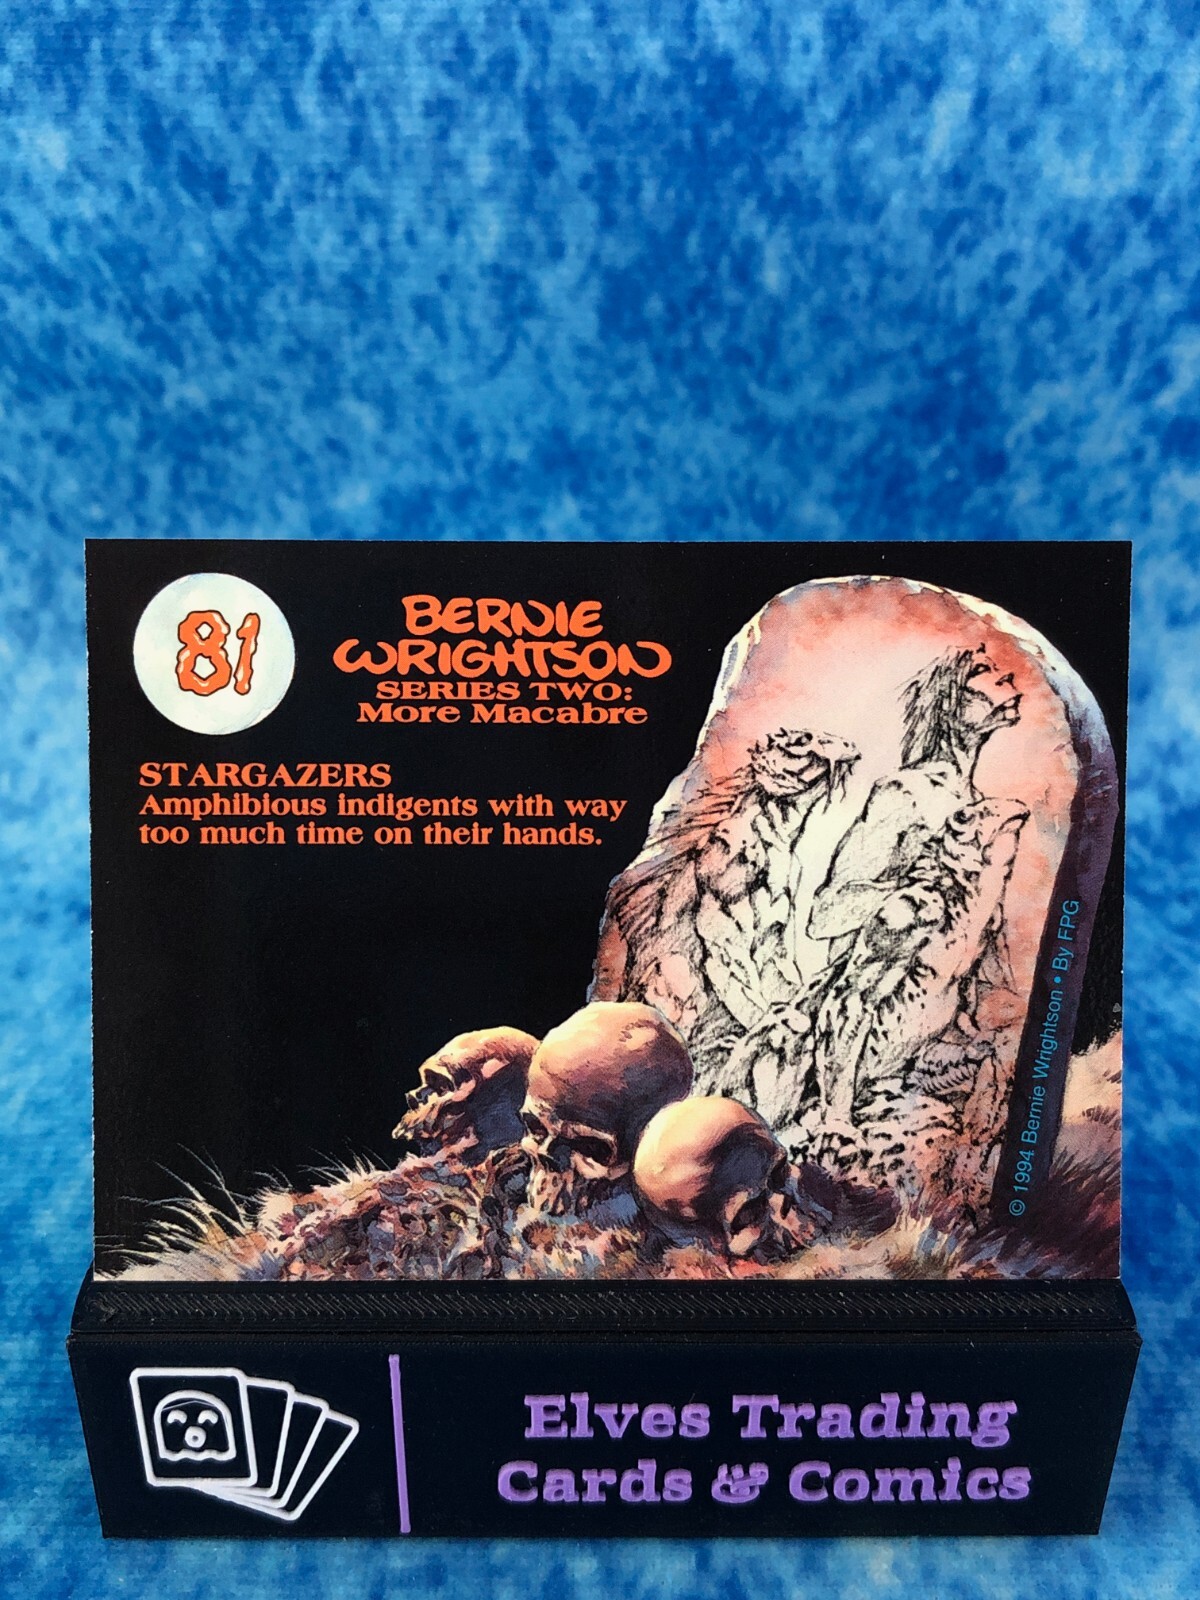 81
BERNIE
WRIGHTSON
SERIES TWO:
More Macabre
STARGAZERS
Amphibious indigents with way
too much time on their hands.
© 1994 Bernie Wrightson • By FPG
Elves Trading
Cards & Comics